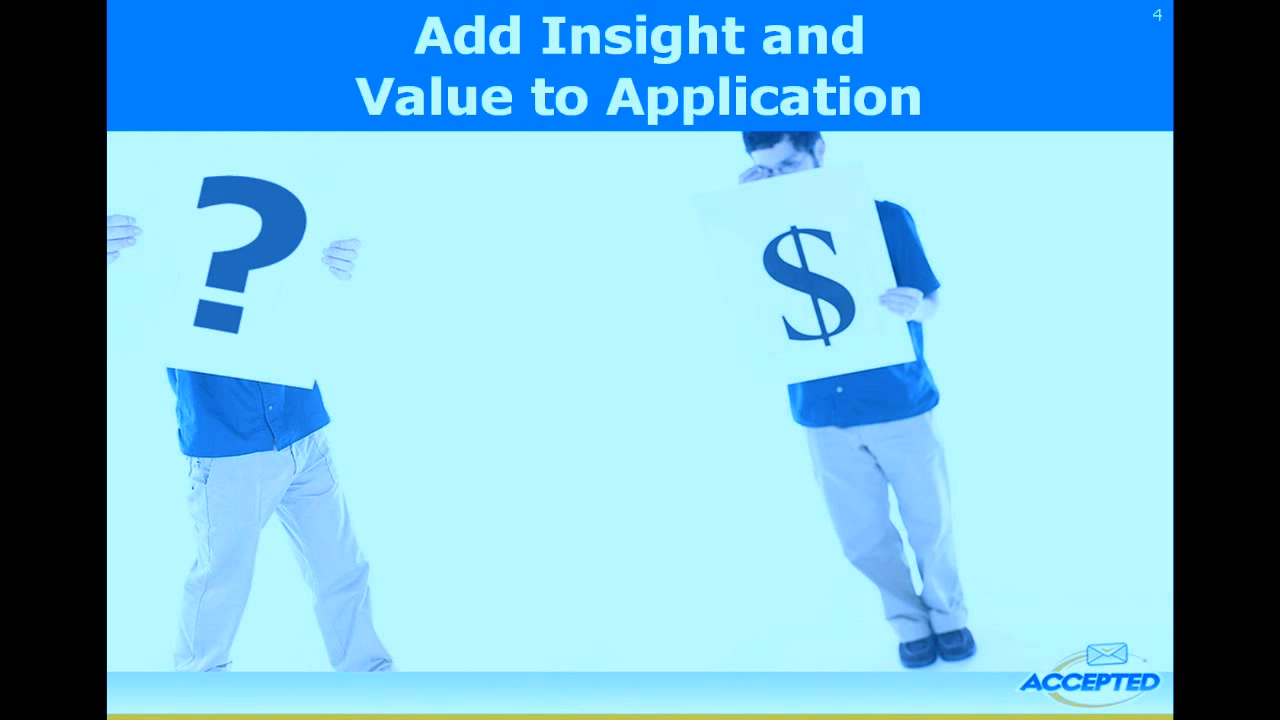 4
Add Insight and
Value to Application
?
$
ACCEPTED